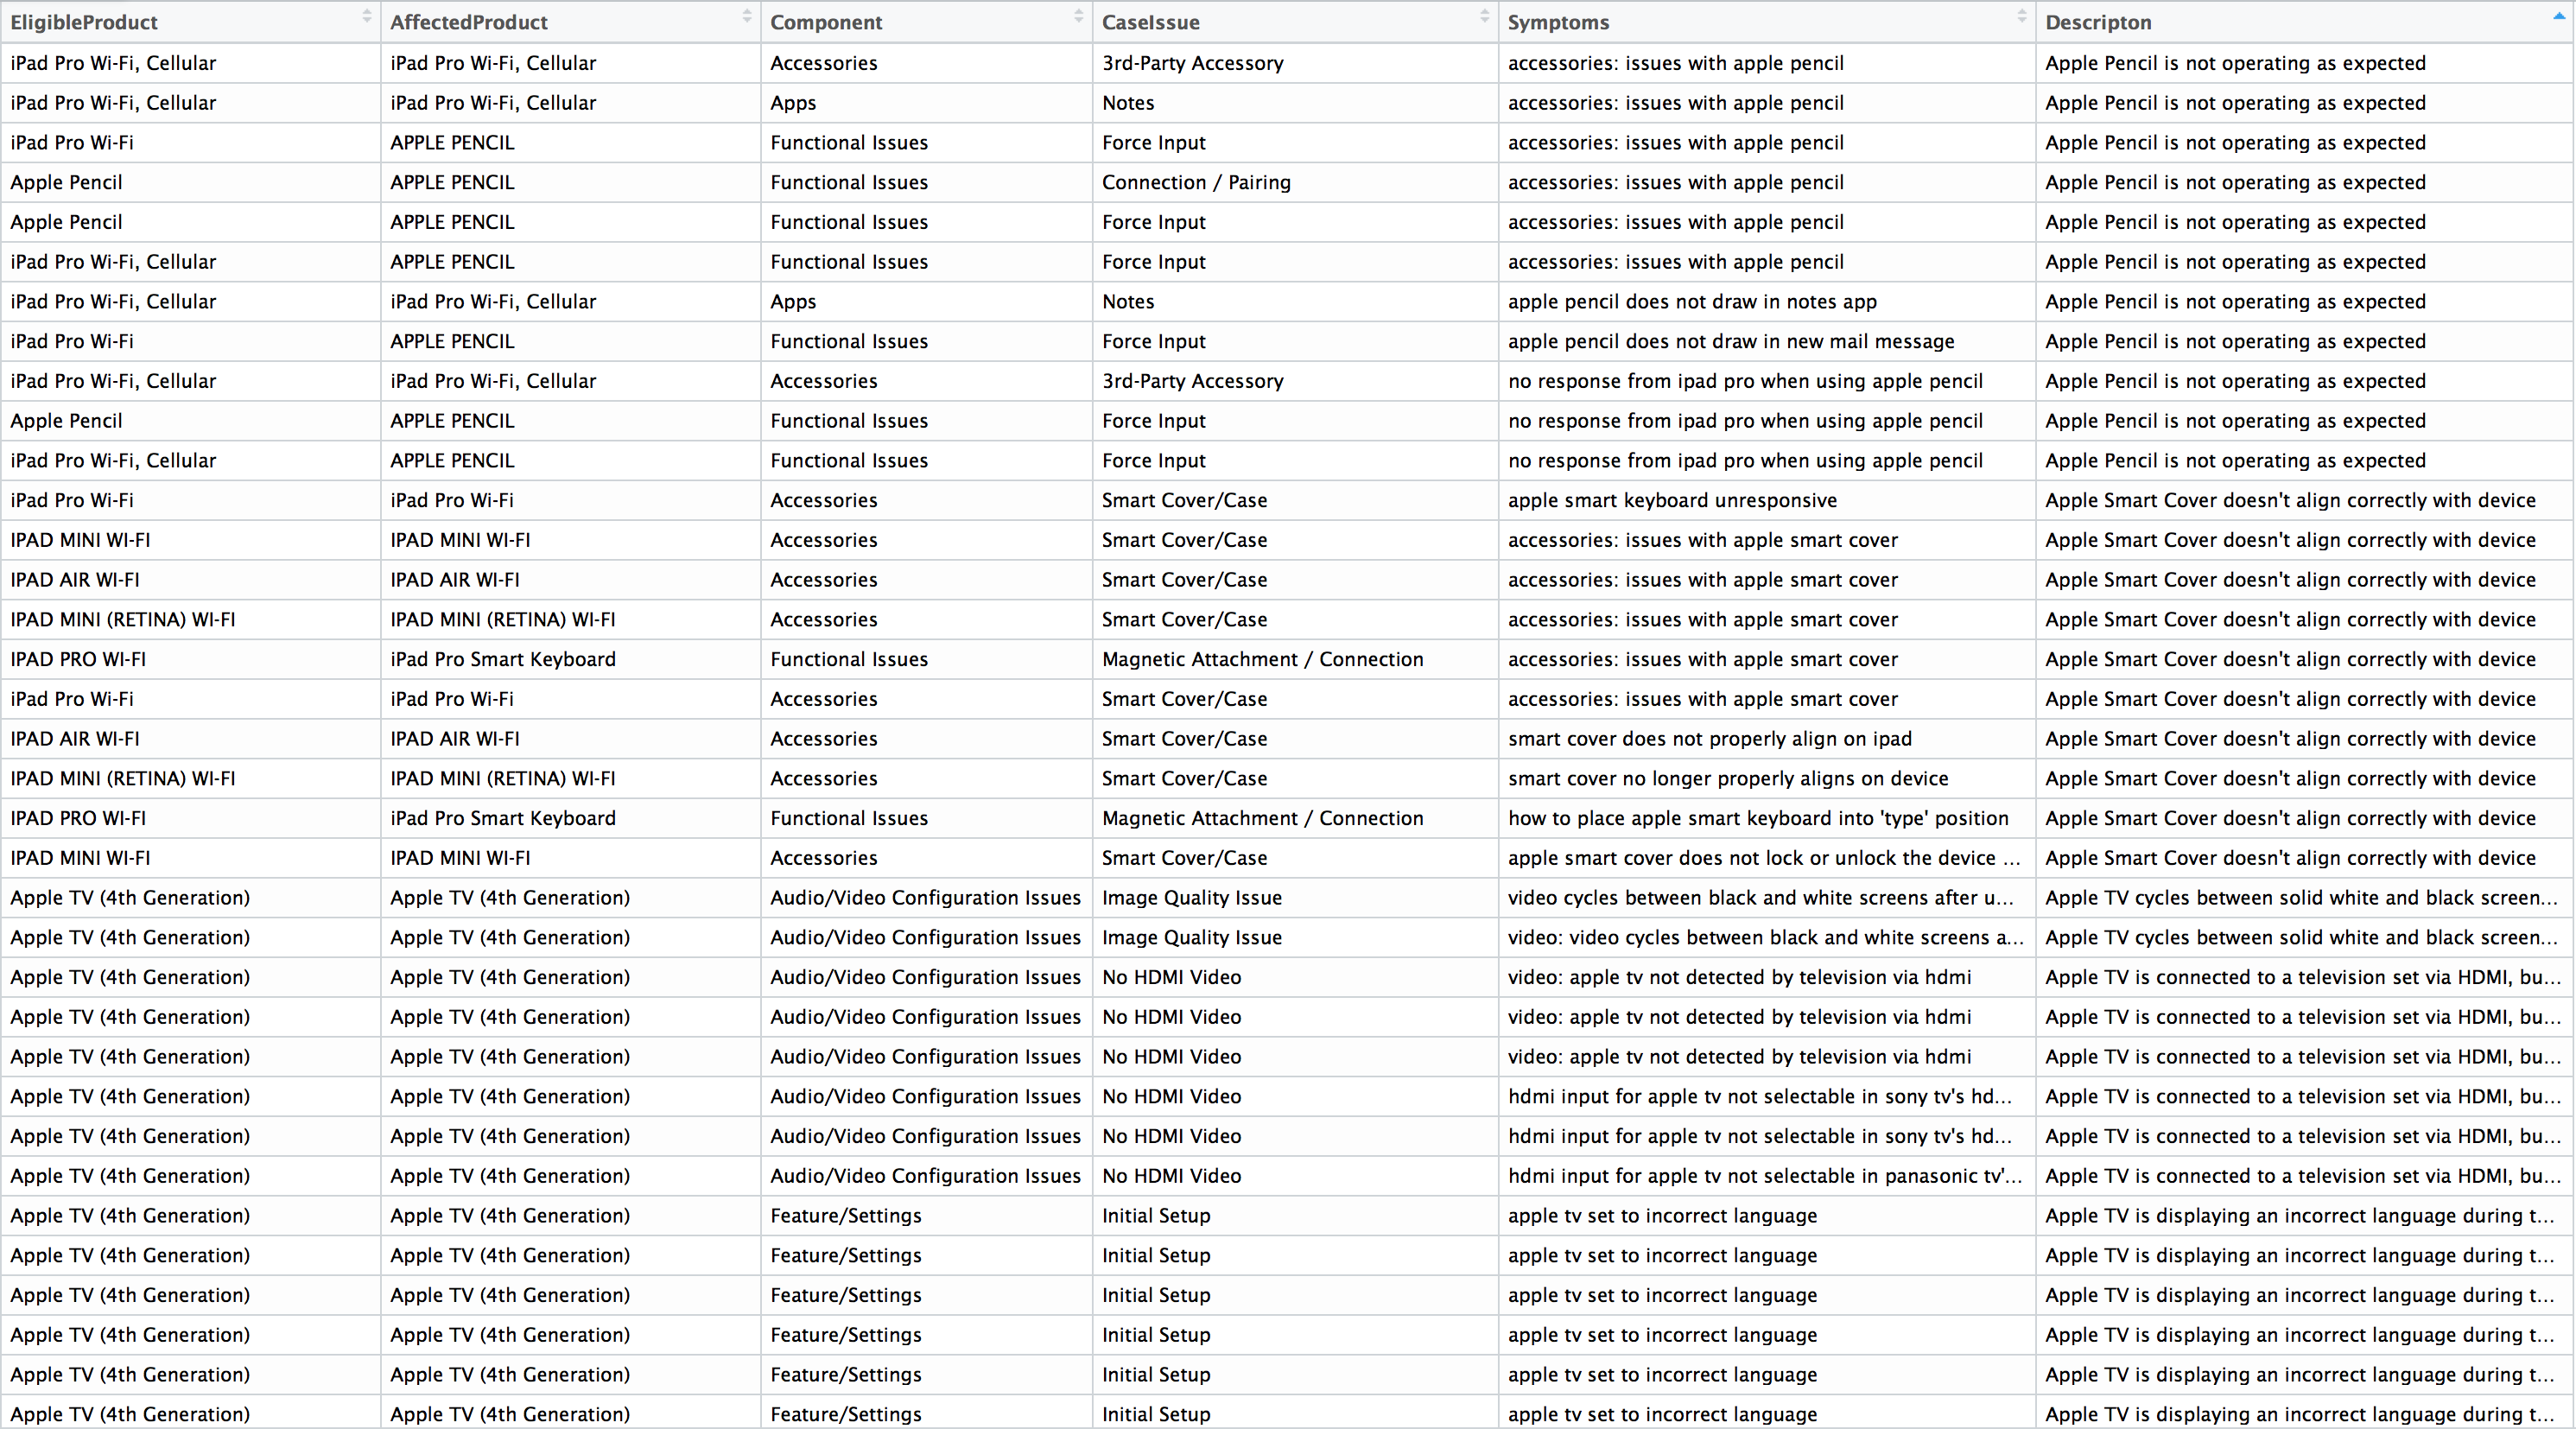 EligibleProduct AffectedProduct Component CaseIssue Symptoms Descripton
iPad Pro Wi-Fi, Cellular iPad Pro Wi-Fi, Cellular Accessories 3rd-Party Accessory accessories: issues with apple pencil Apple Pencil is not operating as expected
iPad Pro Wi-Fi, Cellular iPad Pro Wi-Fi, Cellular Apps Notes accessories: issues with apple pencil Apple Pencil is not operating as expected
iPad Pro Wi-Fi APPLE PENCIL Functional Issues Force Input accessories: issues with apple pencil Apple Pencil is not operating as expected
Apple Pencil APPLE PENCIL Functional Issues Connection / Pairing accessories: issues with apple pencil Apple Pencil is not operating as expected
Apple Pencil APPLE PENCIL Functional Issues Force Input accessories: issues with apple pencil Apple Pencil is not operating as expected
iPad Pro Wi-Fi, Cellular APPLE PENCIL Functional Issues Force Input accessories: issues with apple pencil Apple Pencil is not operating as expected
iPad Pro Wi-Fi, Cellular iPad Pro Wi-Fi, Cellular Apps Notes apple pencil does not draw in notes app Apple Pencil is not operating as expected
iPad Pro Wi-Fi APPLE PENCIL Functional Issues Force Input apple pencil does not draw in new mail message Apple Pencil is not operating as expected
iPad Pro Wi-Fi, Cellular iPad Pro Wi-Fi, Cellular Accessories 3rd-Party Accessory no response from ipad pro when using apple pencil Apple Pencil is not operating as expected
Apple Pencil APPLE PENCIL Functional Issues Force Input no response from ipad pro when using apple pencil Apple Pencil is not operating as expected
iPad Pro Wi-Fi, Cellular APPLE PENCIL Functional Issues Force Input no response from ipad pro when using apple pencil Apple Pencil is not operating as expected
iPad Pro Wi-Fi iPad Pro Wi-Fi Accessories Smart Cover/Case apple smart keyboard unresponsive Apple Smart Cover doesn't align correctly with device
IPAD MINI WI-FI IPAD MINI WI-FI Accessories Smart Cover/Case accessories: issues with apple smart cover Apple Smart Cover doesn't align correctly with device
IPAD AIR WI-FI IPAD AIR WI-FI Accessories Smart Cover/Case accessories: issues with apple smart cover Apple Smart Cover doesn't align correctly with device
IPAD MINI (RETINA) WI-FI IPAD MINI (RETINA) WI-FI Accessories Smart Cover/Case accessories: issues with apple smart cover Apple Smart Cover doesn't align correctly with device
IPAD PRO WI-FI iPad Pro Smart Keyboard Functional Issues Magnetic Attachment / Connection accessories: issues with apple smart cover Apple Smart Cover doesn't align correctly with device
iPad Pro Wi-Fi iPad Pro Wi-Fi Accessories Smart Cover/Case accessories: issues with apple smart cover Apple Smart Cover doesn't align correctly with device
IPAD AIR WI-FI IPAD AIR WI-FI Accessories Smart Cover/Case smart cover does not properly align on ipad Apple Smart Cover doesn't align correctly with device
IPAD MINI (RETINA) WI-FI IPAD MINI (RETINA) WI-FI Accessories Smart Cover/Case smart cover no longer properly aligns on device Apple Smart Cover doesn't align correctly with device
IPAD PRO WI-FI iPad Pro Smart Keyboard Functional Issues Magnetic Attachment / Connection how to place apple smart keyboard into 'type' position Apple Smart Cover doesn't align correctly with device
IPAD MINI WI-FI IPAD MINI WI-FI Accessories Smart Cover/Case apple smart cover does not lock or unlock the device ... Apple Smart Cover doesn't align correctly with device
Apple TV (4th Generation) Apple TV (4th Generation) Audio/Video Configuration Issues Image Quality Issue video cycles between black and white screens after u... Apple TV cycles between solid white and black screen...
Apple TV (4th Generation) Apple TV (4th Generation) Audio/Video Configuration Issues Image Quality Issue video: video cycles between black and white screens a... Apple TV cycles between solid white and black screen...
Apple TV (4th Generation) Apple TV (4th Generation) Audio/Video Configuration Issues No HDMI Video video: apple tv not detected by television via hdmi Apple TV is connected to a television set via HDMI, bu...
Apple TV (4th Generation) Apple TV (4th Generation) Audio/Video Configuration Issues No HDMI Video video: apple tv not detected by television via hdmi Apple TV is connected to a television set via HDMI, bu...
Apple TV (4th Generation) Apple TV (4th Generation) Audio/Video Configuration Issues No HDMI Video video: apple tv not detected by television via hdmi Apple TV is connected to a television set via HDMI, bu...
Apple TV (4th Generation) Apple TV (4th Generation) Audio/Video Configuration Issues No HDMI Video hdmi input for apple tv not selectable in sony tv's hd... Apple TV is connected to a television set via HDMI, bu...
Apple TV (4th Generation) Apple TV (4th Generation) Audio/Video Configuration Issues No HDMI Video hdmi input for apple tv not selectable in sony tv's hd... Apple TV is connected to a television set via HDMI, bu...
Apple TV (4th Generation) Apple TV (4th Generation) Audio/Video Configuration Issues No HDMI Video hdmi input for apple tv not selectable in panasonic tv'... Apple TV is connected to a television set via HDMI, bu...
Apple TV (4th Generation) Apple TV (4th Generation) Feature/Settings Initial Setup apple tv set to incorrect language Apple TV is displaying an incorrect language during t...
Apple TV (4th Generation) Apple TV (4th Generation) Feature/Settings Initial Setup apple tv set to incorrect language Apple TV is displaying an incorrect language during t...
Apple TV (4th Generation) Apple TV (4th Generation) Feature/Settings Initial Setup apple tv set to incorrect language Apple TV is displaying an incorrect language during t...
Apple TV (4th Generation) Apple TV (4th Generation) Feature/Settings Initial Setup apple tv set to incorrect language Apple TV is displaying an incorrect language during t...
Apple TV (4th Generation) Apple TV (4th Generation) Feature/Settings Initial Setup apple tv set to incorrect language Apple TV is displaying an incorrect language during t...
Apple TV (4th Generation) Apple TV (4th Generation) Feature/Settings Initial Setup apple tv set to incorrect language Apple TV is displaying an incorrect language during t...